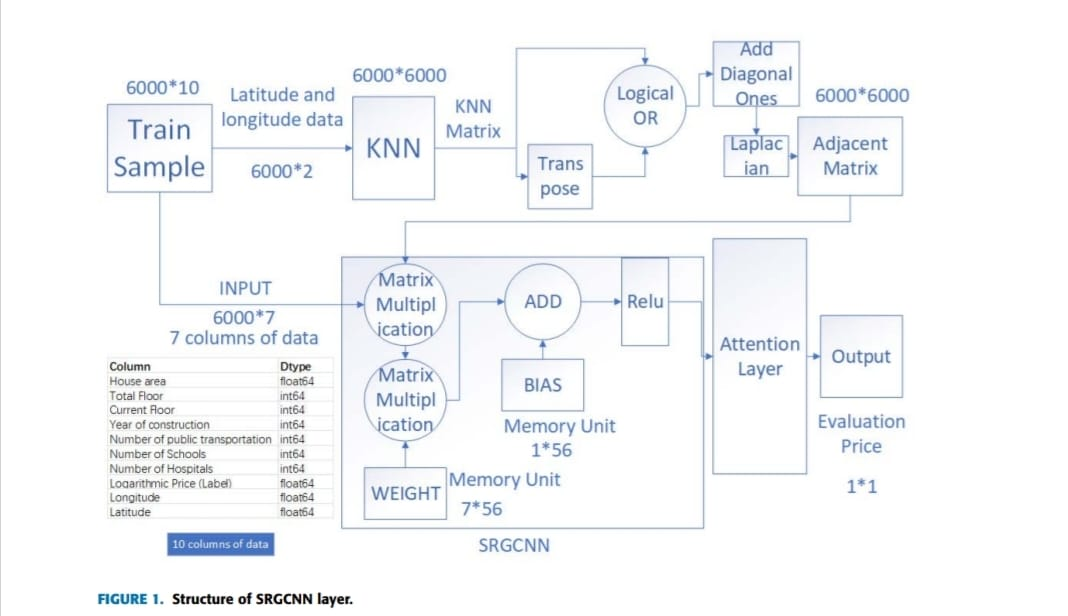 6000*10
Train
Sample
Latitude and
longitude data
6000*2
6000*6000
KNN
KNN
Matrix
Trans
pose
Logical
OR
Add
Diagonal
Ones
Laplac
ian
6000*6000
Adjacent
Matrix
INPUT
6000*7
7 columns of data
Matrix
Multipl
ication
Matrix
Multipl
ication
WEIGHT
Memory Unit
7*56
ADD
BIAS
Memory Unit
1*56
Relu
SRGCNN
Attention
Layer
Output
Evaluation
Price
1*1
Column Dtype
House area float64
Total Floor int64
Current Floor int64
Year of construction int64
Number of public transportation int64
Number of Schools int64
Number of Hospitals int64
Logarithmic Price (Label) float64
Longitude float64
Latitude float64
10 columns of data
FIGURE 1. Structure of SRGCNN layer.